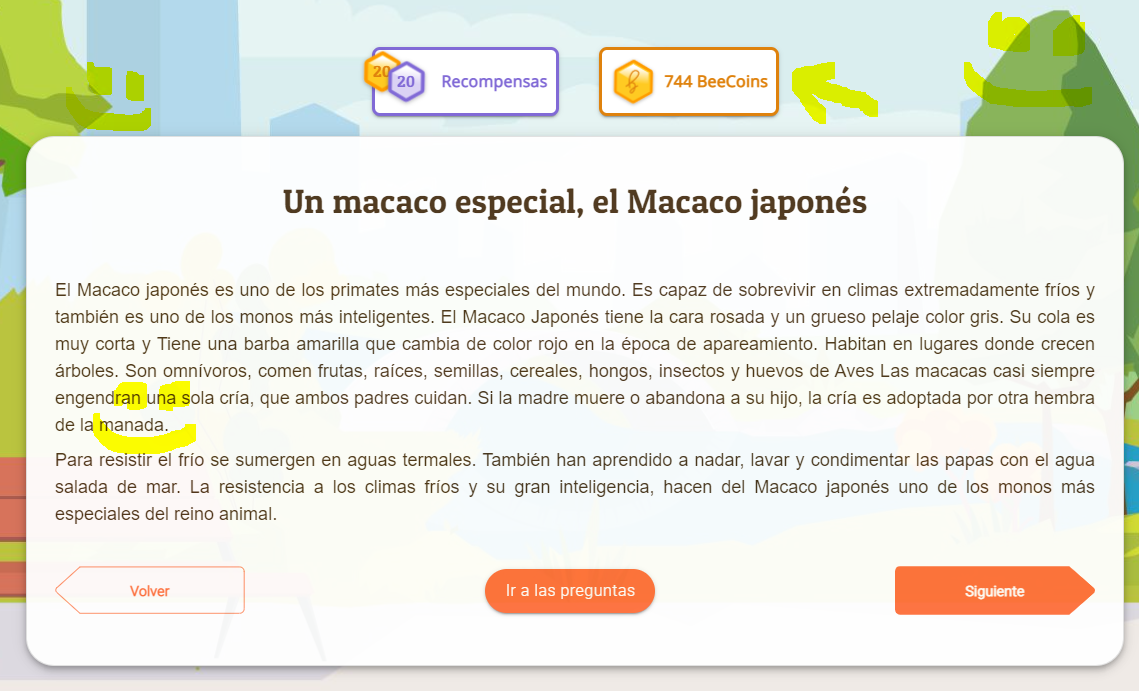 20
20
Recompensas
744 BeeCoins
Un macaco especial, el Macaco japonés
El Macaco japonés es uno de los primates más especiales del mundo. Es capaz de sobrevivir en climas extremadamente fríos y
también es uno de los monos más inteligentes. El Macaco Japonés tiene la cara rosada y un grueso pelaje color gris. Su cola es
muy corta y Tiene una barba amarilla que cambia de color rojo en la época de apareamiento. Habitan en lugares donde crecen
árboles. Son omnívoros, comen frutas, raíces, semillas, cereales, hongos, insectos y huevos de Aves Las macacas casi siempre
engendran una sola cría, que ambos padres cuidan. Si la madre muere o abandona a su hijo, la cría es adoptada por otra hembra
de la manada.
Para resistir el frío se sumergen en aguas termales. También han aprendido a nadar, lavar y condimentar las papas con el agua
salada de mar. La resistencia a los climas fríos y su gran inteligencia, hacen del Macaco japonés uno de los monos más
especiales del reino animal.
Volver
Ir a las preguntas
Siguiente